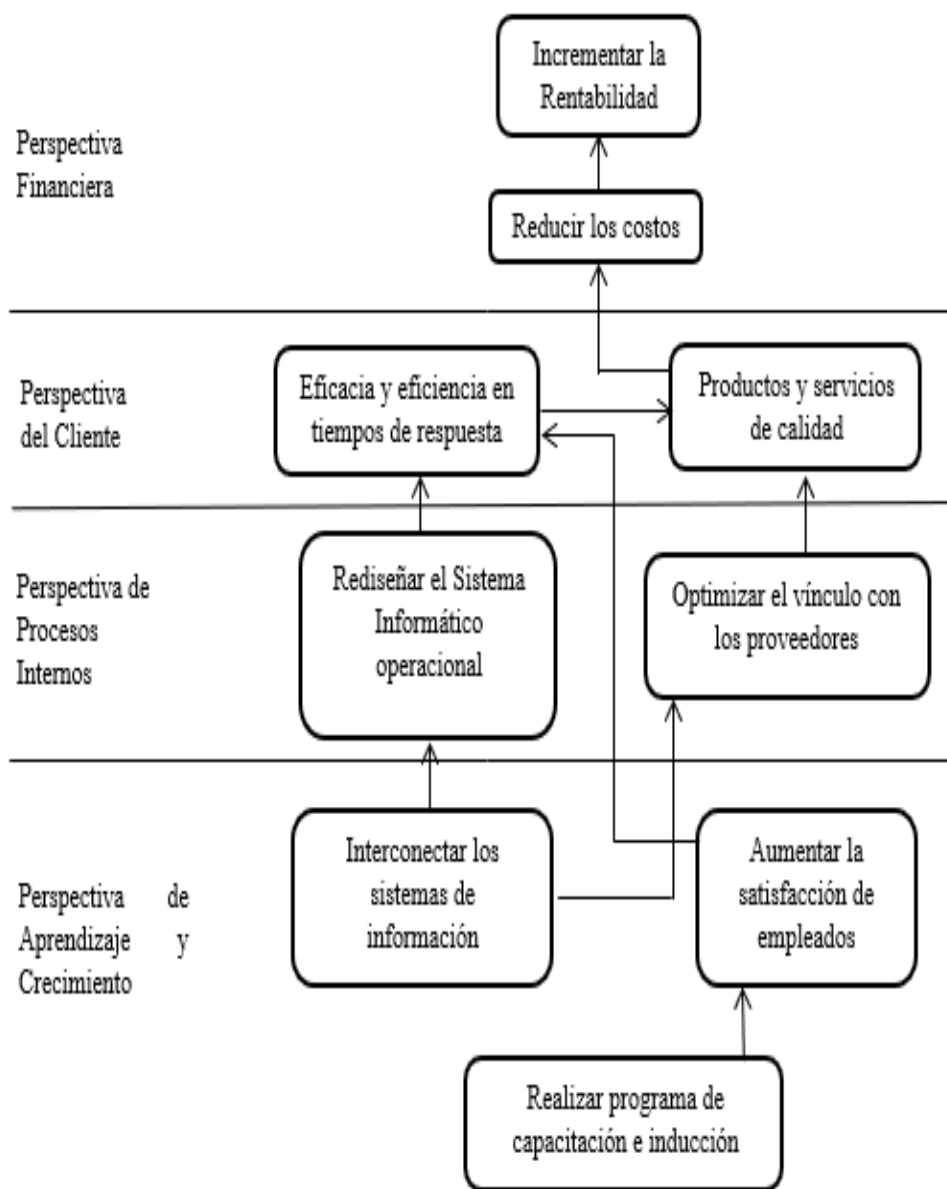 Incrementar la
Rentabilidad
Perspectiva
Financiera
Reducir los costos
Perspectiva
del Cliente
Eficacia y eficiencia en
tiempos de respuesta
Productos y servicios
de calidad
Perspectiva de
Procesos
Internos
Rediseñar el Sistema
Informático
operacional
Optimizar el vínculo con
los proveedores
Perspectiva de
Aprendizaje y
Crecimiento
Interconectar los
sistemas de
información
Aumentar la
satisfacción de
empleados
Realizar programa de
capacitación e inducción